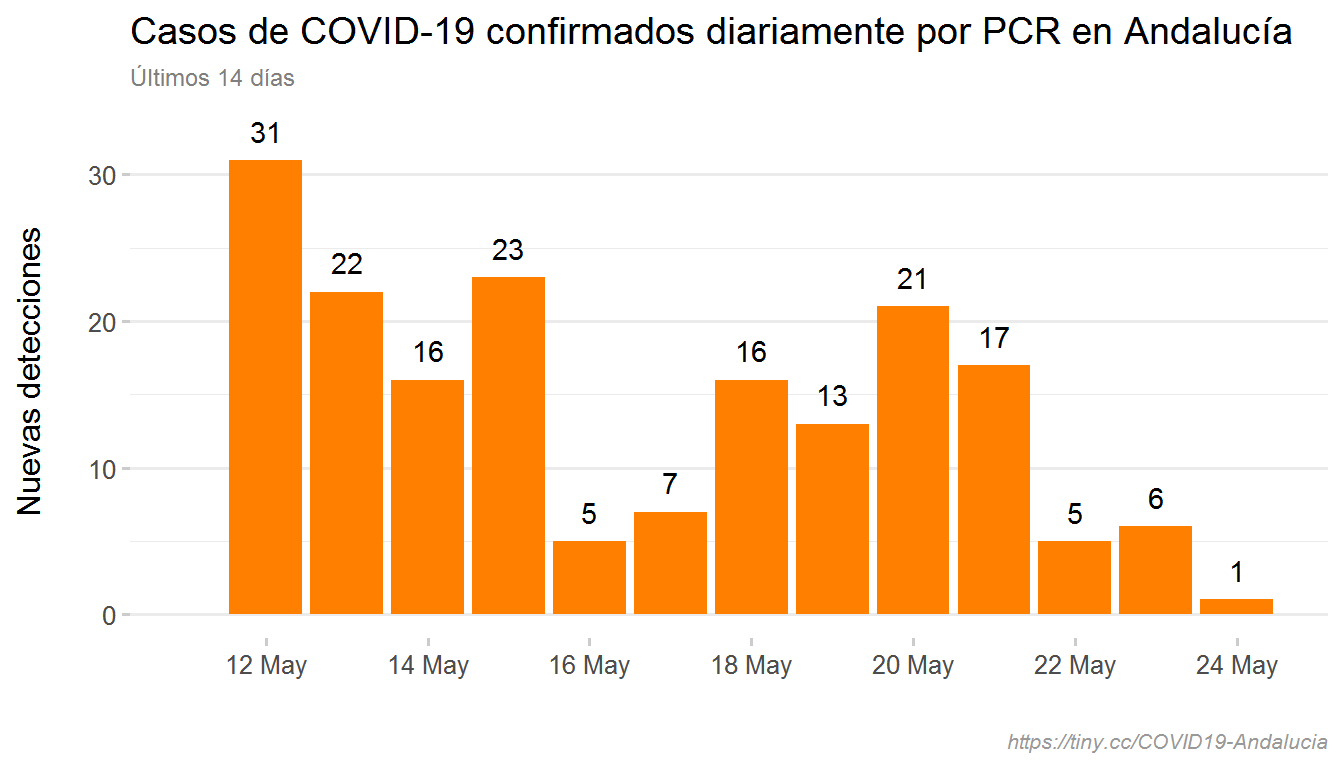 Casos de COVID-19 confirmados diariamente por PCR en Andalucía
Últimos 14 días
Nuevas detecciones
30
20
10
0
31
22
16
23
5
7
16
13
21
17
5
6
1
12 May
14 May
16 May
18 May
20 May
22 May
24 May
https://tiny.cc/COVID19-Andalucia